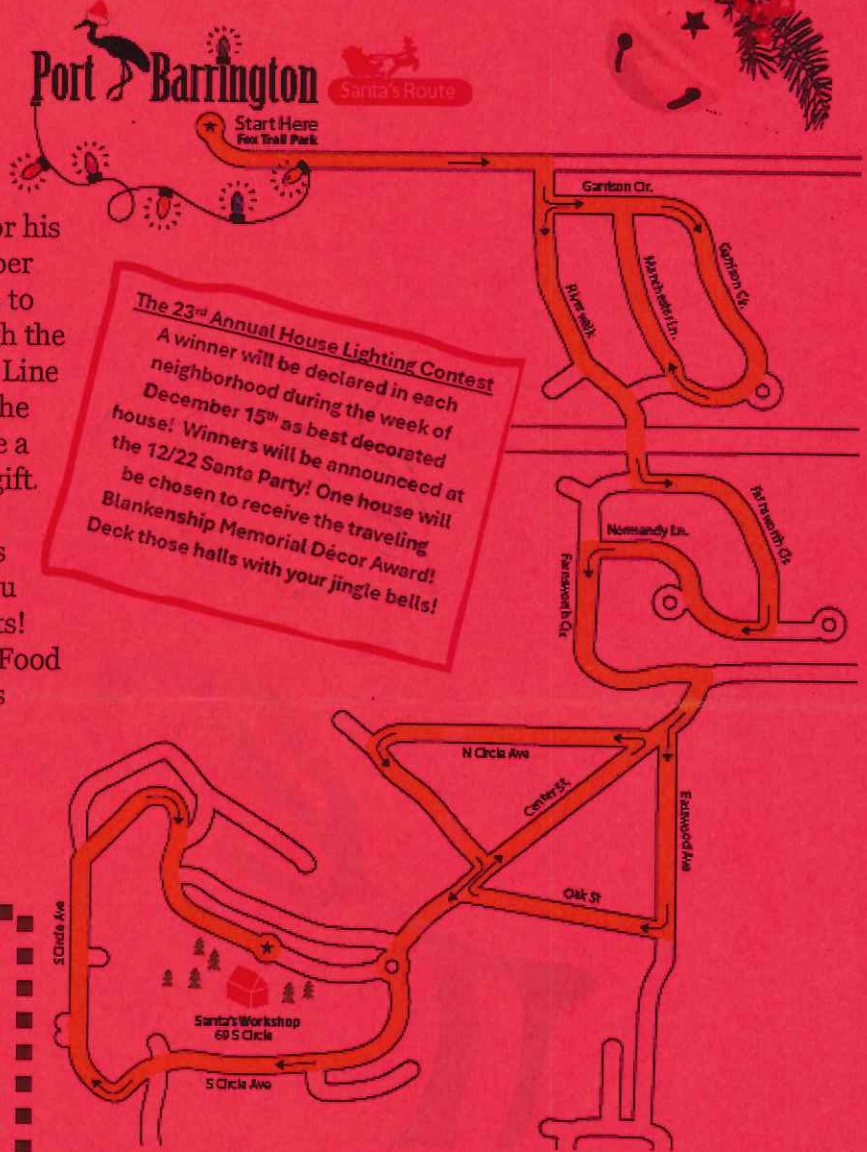 Port Barrington
Santa's Route
Start Here
Fox Trail Park
Garrison Cir.
Garrison Cir.
Manchester Ln.
Riverwalk
or his
ber
to
h the
Line
he
e a
gift.
s
u
ts!
Food
s
The 23rd Annual House Lighting Contest
A winner will be declared in each
neighborhood during the week of
December 15th as best decorated
house! Winners will be announcecd at
the 12/22 Santa Party! One house will
be chosen to receive the traveling
Blankenship Memorial Décor Award!
Deck those halls with your jingle bells!
Farnsworth Cir
Normandy Ln.
Farnsworth Cir
N Circle Ave
Center St.
Eastwood Ave
Oak St
S Circle Ave
Santa's Workshop
69 S Circle
S Circle Ave